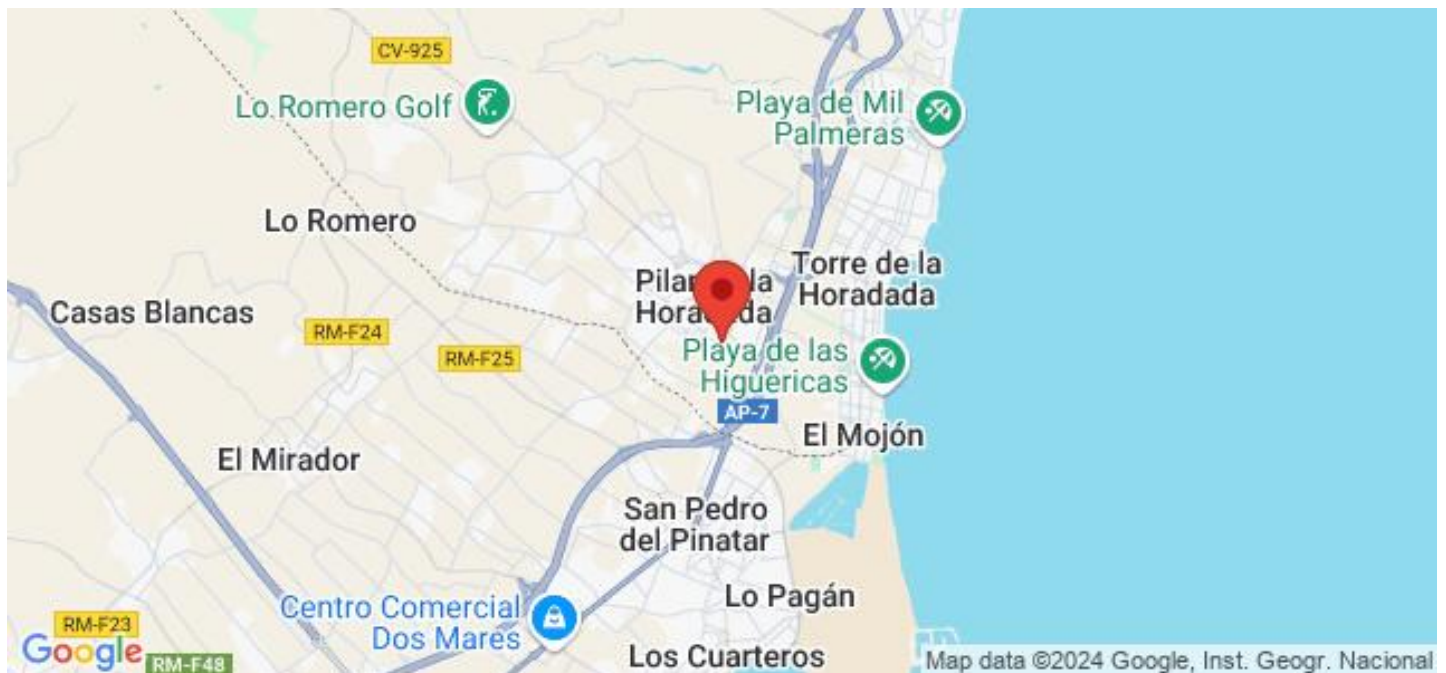 CV-925
Lo Romero Golf
Playa de Mil
Palmeras
Lo Romero
Torre de la
Horadada
Casas Blancas
RM-F24
RM-F25
Playa de las
Higuericas
AP-7
El Mojón
El Mirador
San Pedro
del Pinatar
Centro Comercial
Dos Mares
Lo Pagán
RM-F23
Google
RM-F48
Los Cuarteros
Map data ©2024 Google, Inst. Geogr. Nacional